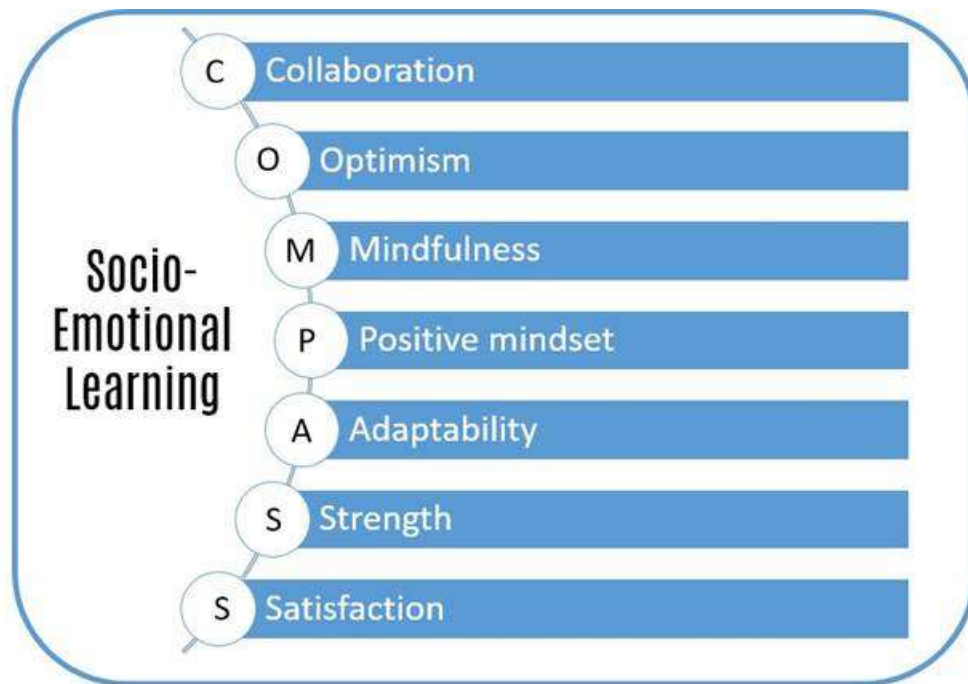 Socio-
Emotional
Learning
C Collaboration
O Optimism
M Mindfulness
P Positive mindset
A Adaptability
S Strength
S Satisfaction